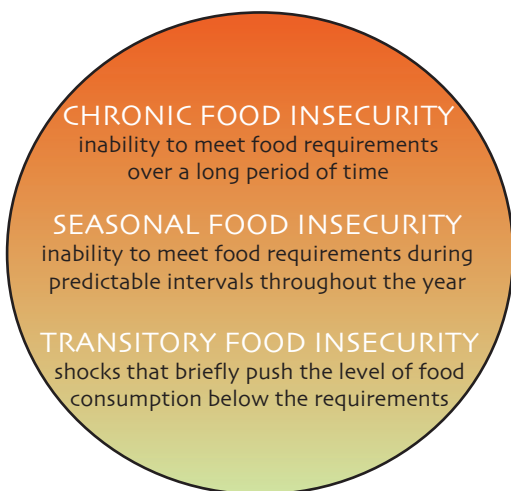 CHRONIC FOOD INSECURITY
inability to meet food requirements
over a long period of time
SEASONAL FOOD INSECURITY
inability to meet food requirements during
predictable intervals throughout the year
TRANSITORY FOOD INSECURITY
shocks that briefly push the level of food
consumption below the requirements